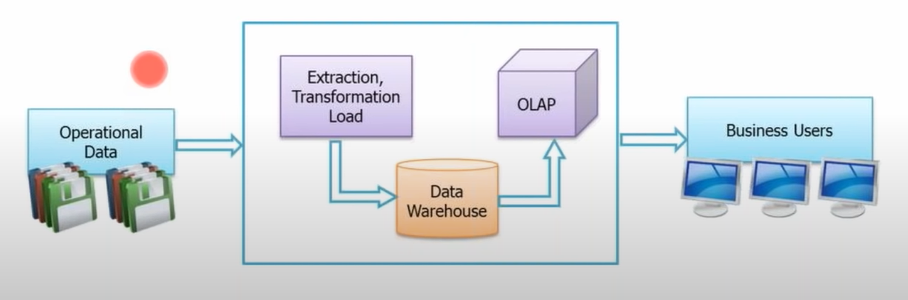 Operational
Data
Extraction,
Transformation
Load
Data
Warehouse
OLAP
Business Users